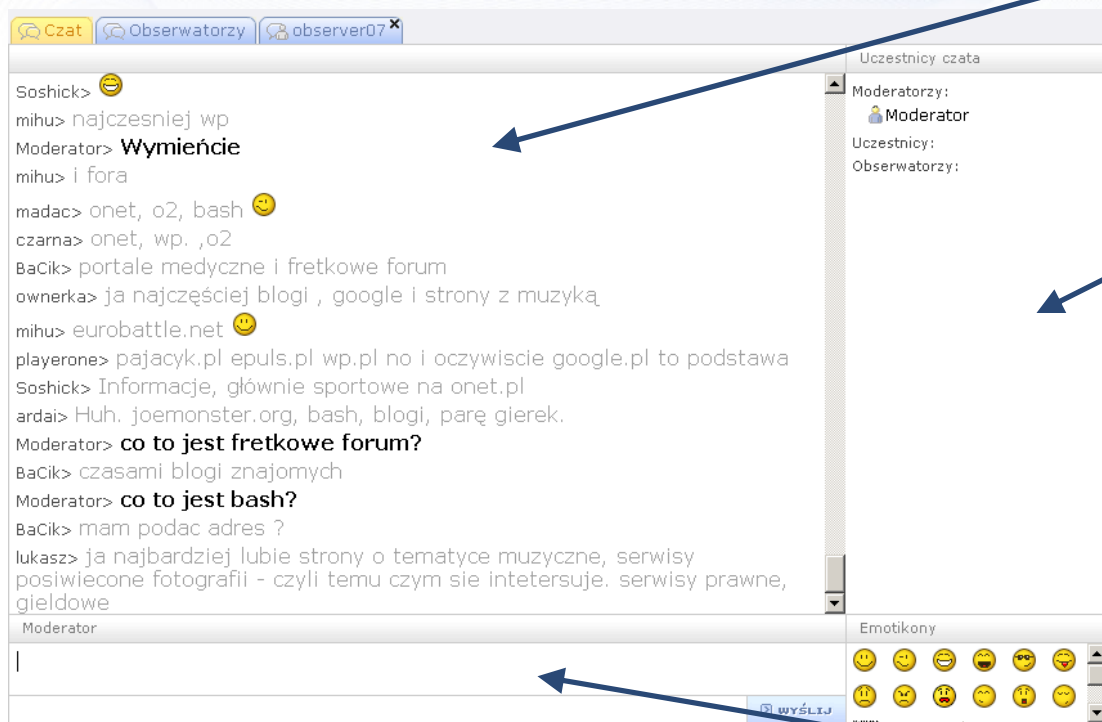 Czat Obserwatorzy observer07
Uczestnicy czata
Soshick>
mihu> najczesniej wp
Moderator> Wymieńcie
mihu> i fora
madac> onet, o2, bash
czarna> onet, wp. ,o2
BaCik> portale medyczne i fretkowe forum
ownerka> ja najczęściej blogi , google i strony z muzyką
mihu> eurobattle.net
playerone> pajacyk.pl epuls.pl wp.pl no i oczywiscie google.pl to podstawa
Soshick> Informacje, głównie sportowe na onet.pl
ardai> Huh. joemonster.org, bash, blogi, parę gierek.
Moderator> co to jest fretkowe forum?
BaCik> czasami blogi znajomych
Moderator> co to jest bash?
BaCik> mam podac adres ?
lukasz> ja najbardziej lubie strony o tematyce muzyczne, serwisy
posiwiecone fotografii - czyli temu czym sie intetersuje. serwisy prawne,
gieldowe
Moderatorzy:
Moderator
Uczestnicy:
Obserwatorzy:
Moderator
WYŚLIJ
Emotikony